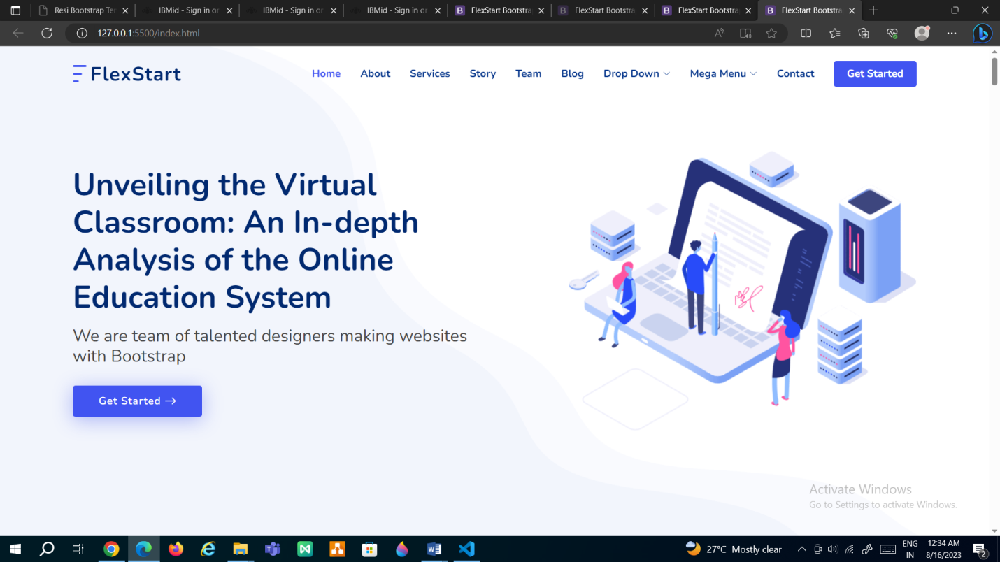 Resi Bootstrap Ter
IBMid - Sign in or
IBMid - Sign in or
IBMid - Sign in or
FlexStart Bootstra
FlexStart Bootstra
FlexStart Bootstra
FlexStart Bootstra
127.0.0.1:5500/index.html
FlexStart
Home About Services Story Team Blog Drop Down Mega Menu Contact Get Started
Unveiling the Virtual
Classroom: An In-depth
Analysis of the Online
Education System
We are team of talented designers making websites
with Bootstrap
Get Started →
Activate Windows
Go to Settings to activate Windows.
27°C Mostly clear
ENG
IN
12:34 AM
8/16/2023
2